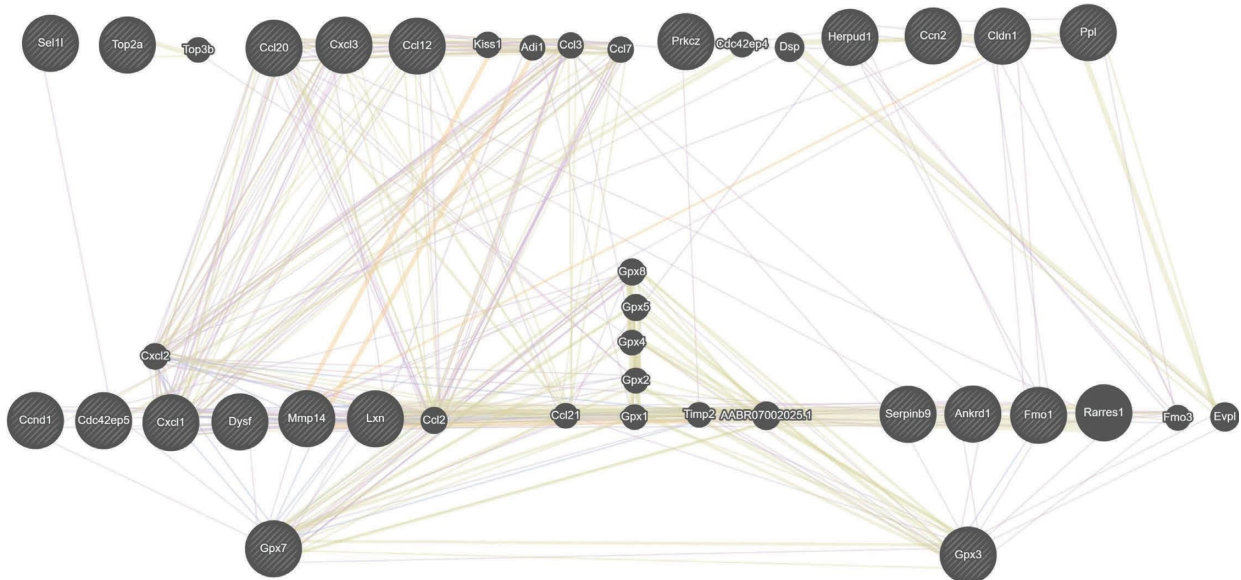 Sel1l
Top2a
Top3b
Ccl20
Cxcl3
Ccl12
Kiss1
Adi1
Ccl3
Ccl7
Prkcz
Cdc42ep4
Dsp
Herpud1
Ccn2
Cldn1
Ppl
Gpx8
Gpx5
Gpx4
Gpx2
Cxcl2
Ccnd1
Cdc42ep5
Cxcl1
Dysf
Mmp14
Lxn
Ccl2
Ccl21
Gpx1
Timp2
AABR07002025.1
Serpinb9
Ankrd1
Fmo1
Rarres1
Fmo3
Evpl
Gpx7
Gpx3